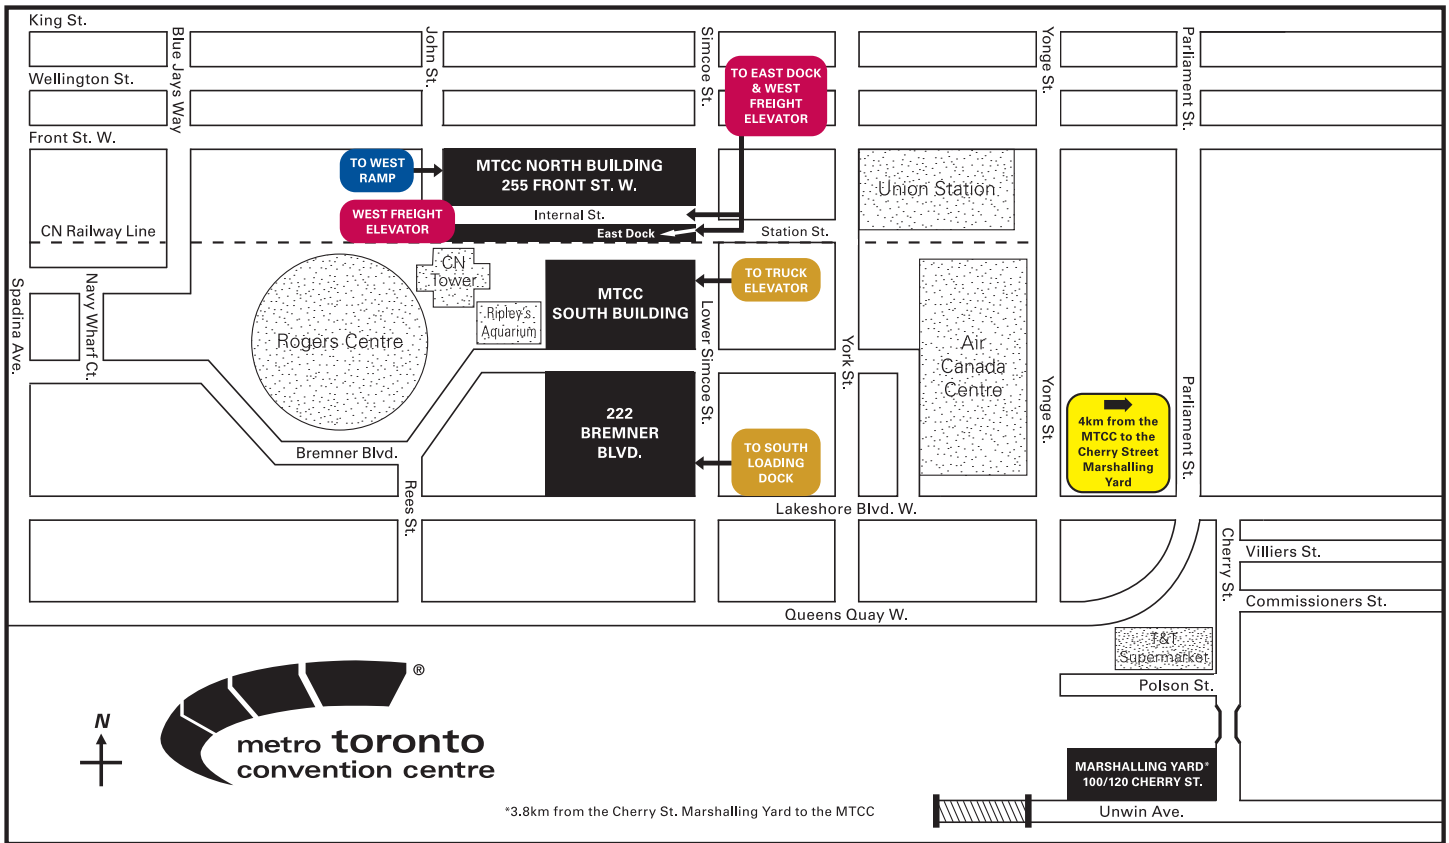 King St.
Blue Jays Way
John St.
Simcoe St.
Yonge St.
Parliament St.
Wellington St.
TO EAST DOCK
& WEST
FREIGHT
ELEVATOR
Front St. W.
TO WEST
RAMP
MTCC NORTH BUILDING
255 FRONT ST. W.
Union Station
WEST FREIGHT
ELEVATOR
Internal St.
CN Railway Line
East Dock
Station St.
CN
Tower
TO TRUCK
ELEVATOR
Spadina Ave.
Navy Wharf Ct.
MTCC
SOUTH BUILDING
Ripley's
Aquarium
Rogers Centre
Lower Simcoe St.
York St.
Air
Canada
Centre
Yonge St.
Parliament St.
222
BREMNER
BLVD.
4km from the
MTCC to the
Cherry Street
Marshalling
Yard
Bremner Blvd.
TO SOUTH
LOADING
DOCK
Rees St.
Lakeshore Blvd. W.
Cherry St.
Villiers St.
Commissioners St.
Queens Quay W.
T&T
Supermarket
Polson St.
N
®
metro toronto
convention centre
MARSHALLING YARD*
100/120 CHERRY ST.
*3.8km from the Cherry St. Marshalling Yard to the MTCC
Unwin Ave.